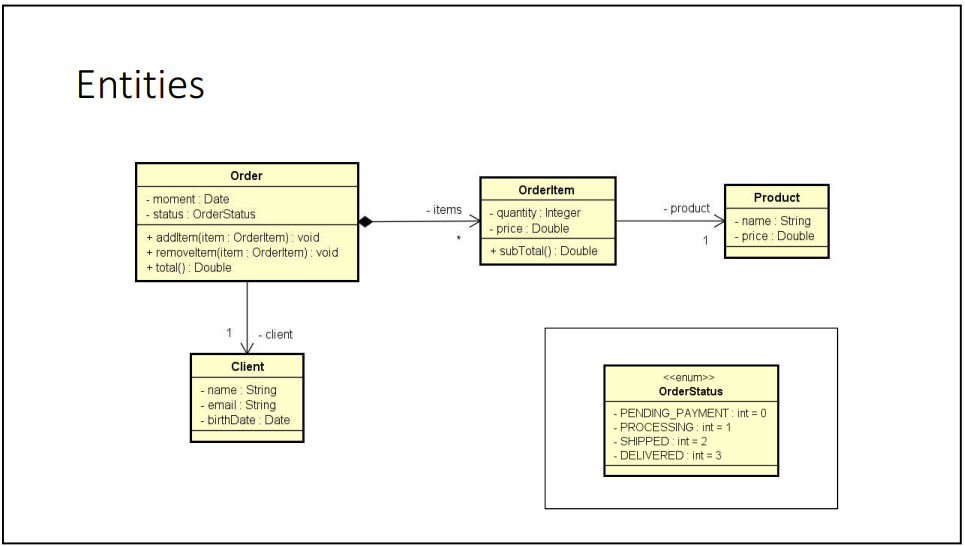 Entities
Order
- moment : Date
- status : OrderStatus
+ addItem(item : OrderItem) : void
+ removeItem(item : OrderItem) : void
+ total() : Double
- items
*
OrderItem
- quantity : Integer
- price : Double
+ subTotal() : Double
- product
1
Product
- name : String
- price : Double
1
- client
Client
- name : String
- email : String
- birthDate : Date
<<enum>>
OrderStatus
- PENDING_PAYMENT : int = 0
- PROCESSING : int = 1
- SHIPPED : int = 2
- DELIVERED : int = 3